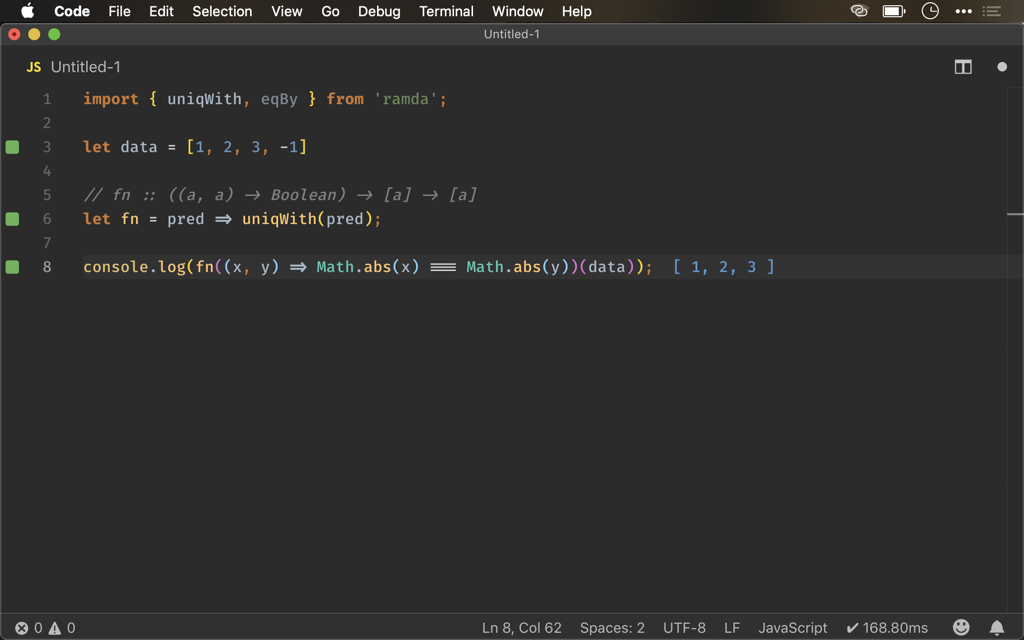 Code File Edit Selection View Go Debug Terminal Window Help
Untitled-1
JS Untitled-1
1 import { uniqWith, eqBy } from 'ramda';
2
3 let data = [1, 2, 3, -1]
4
5 // fn :: ((a, a) → Boolean) → [a] → [a]
6 let fn = pred ⇒ uniqWith(pred);
7
8 console.log(fn((x, y) ⇒ Math.abs(x) ≡ Math.abs(y))(data)); [ 1, 2, 3 ]
0 0 Ln 8, Col 62 Spaces: 2 UTF-8 LF JavaScript ✔ 168.80ms